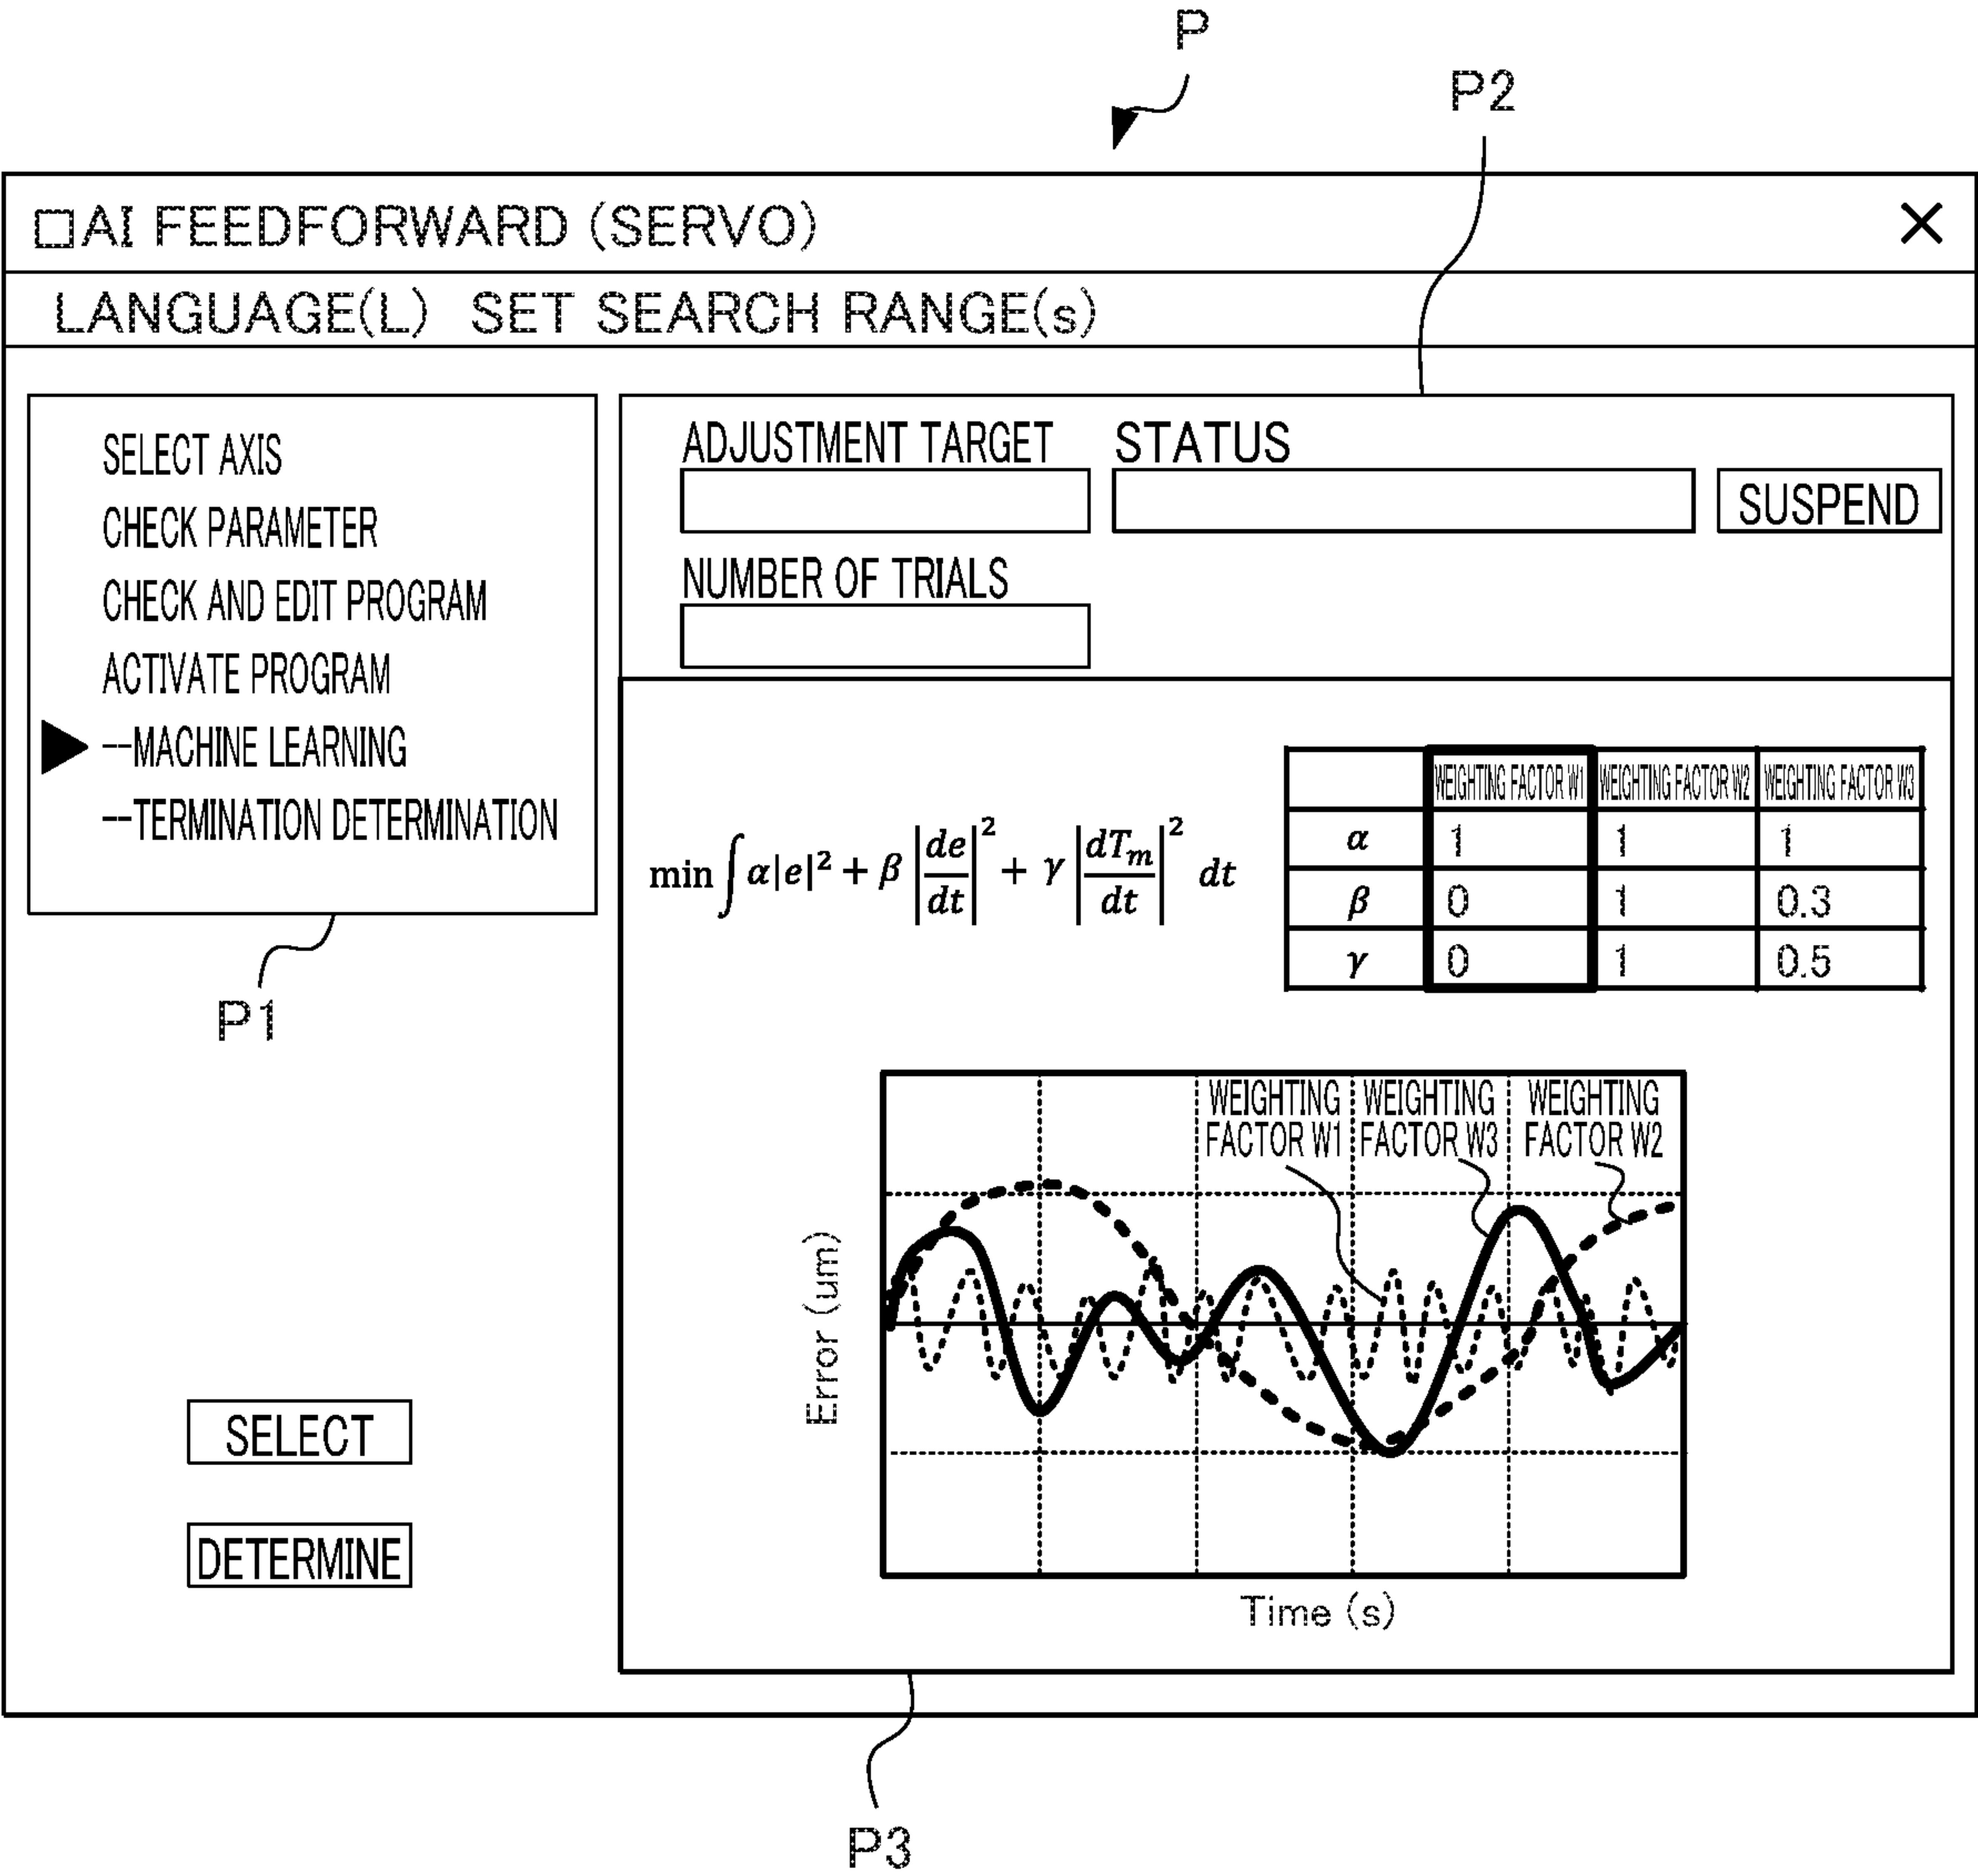 P
P2
□AI FEEDFORWARD (SERVO) ×
LANGUAGE(L) SET SEARCH RANGE(s)
SELECT AXIS
CHECK PARAMETER
CHECK AND EDIT PROGRAM
ACTIVATE PROGRAM
--MACHINE LEARNING
--TERMINATION DETERMINATION
P1
SELECT
DETERMINE
ADJUSTMENT TARGET STATUS
SUSPEND
NUMBER OF TRIALS
min∫α|e|² + β|de/dt|² + γ|dTₘ/dt|² dt
WEIGHTING FACTOR W1 WEIGHTING FACTOR W2 WEIGHTING FACTOR W3
α 1 1 1
β 0 1 0.3
γ 0 1 0.5
WEIGHTING WEIGHTING WEIGHTING
FACTOR W1 FACTOR W3 FACTOR W2
Error (um)
Time (s)
P3